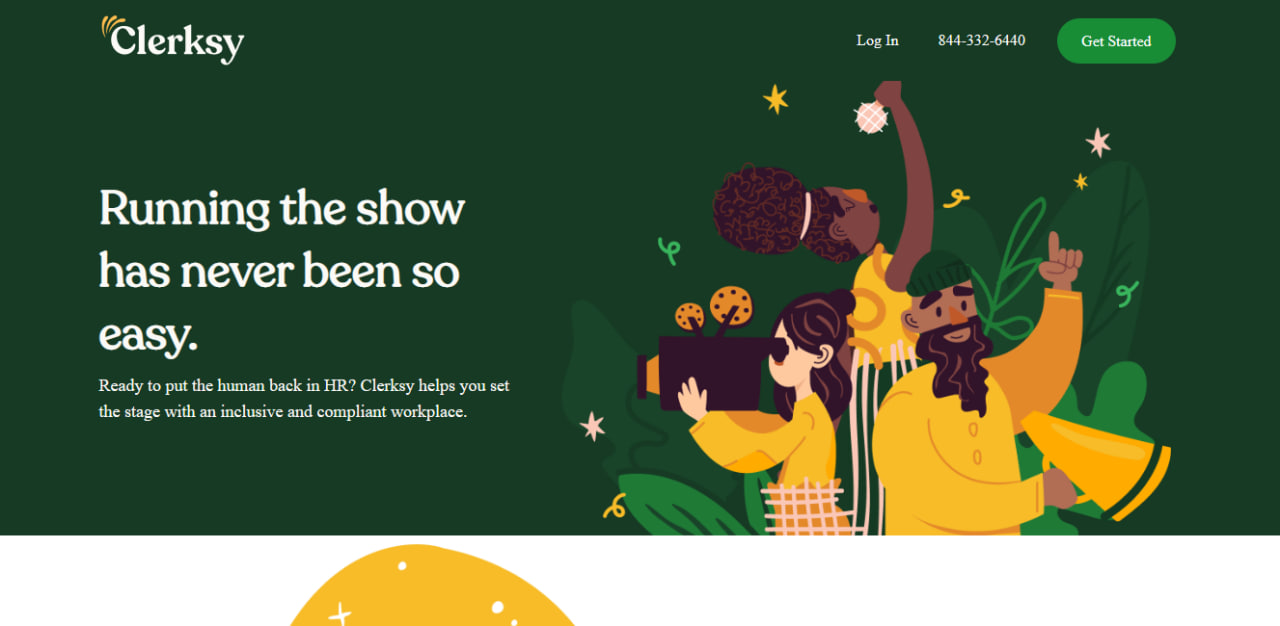 Clerksy
Log In
844-332-6440
Get Started
Running the show
has never been so
easy.
Ready to put the human back in HR? Clerksy helps you set
the stage with an inclusive and compliant workplace.